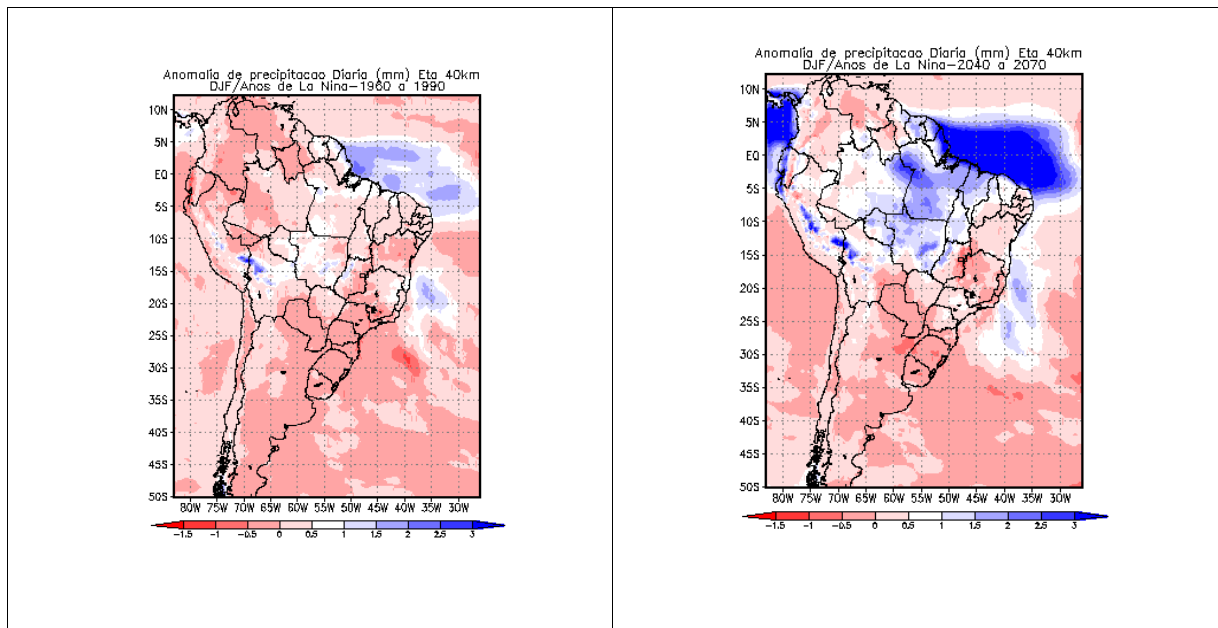 Anomalia de precipitacao Diaria (mm) Eta 40km
DJF/Anos de La Nina-1960 a 1990
10N
5N
EQ
5S
10S
15S
20S
25S
30S
35S
40S
45S
50S
80W 75W 70W 65W 60W 55W 50W 45W 40W 35W 30W
-1.5 -1 -0.5 0 0.5 1 1.5 2 2.5 3
Anomalia de precipitacao Diaria (mm) Eta 40km
DJF/Anos de La Nina-2040 a 2070
10N
5N
EQ
5S
10S
15S
20S
25S
30S
35S
40S
45S
50S
80W 75W 70W 65W 60W 55W 50W 45W 40W 35W 30W
-1.5 -1 -0.5 0 0.5 1 1.5 2 2.5 3